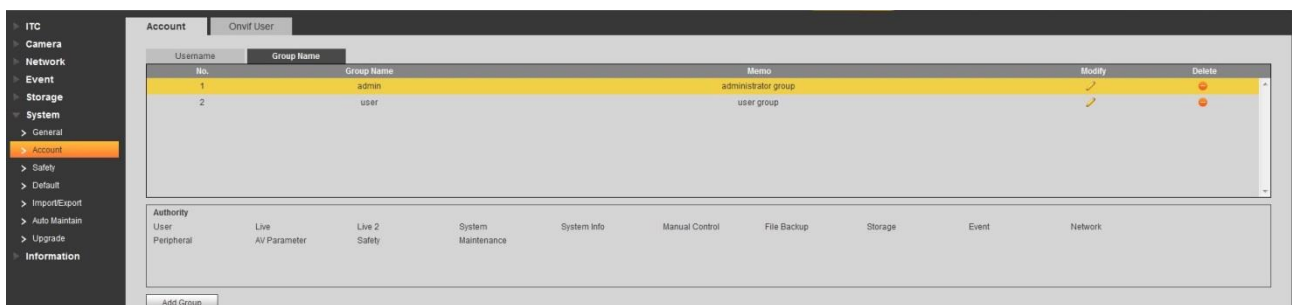 ITC
Camera
Network
Event
Storage
System
General
Account
Safety
Default
Import/Export
Auto Maintain
Upgrade
Information
Account Onvif User
Username Group Name
No. Group Name Memo Modify Delete
1 admin administrator group
2 user user group
Authority
User Live Live 2 System System Info Manual Control File Backup Storage Event Network
Peripheral AV Parameter Safety Maintenance
Add Group